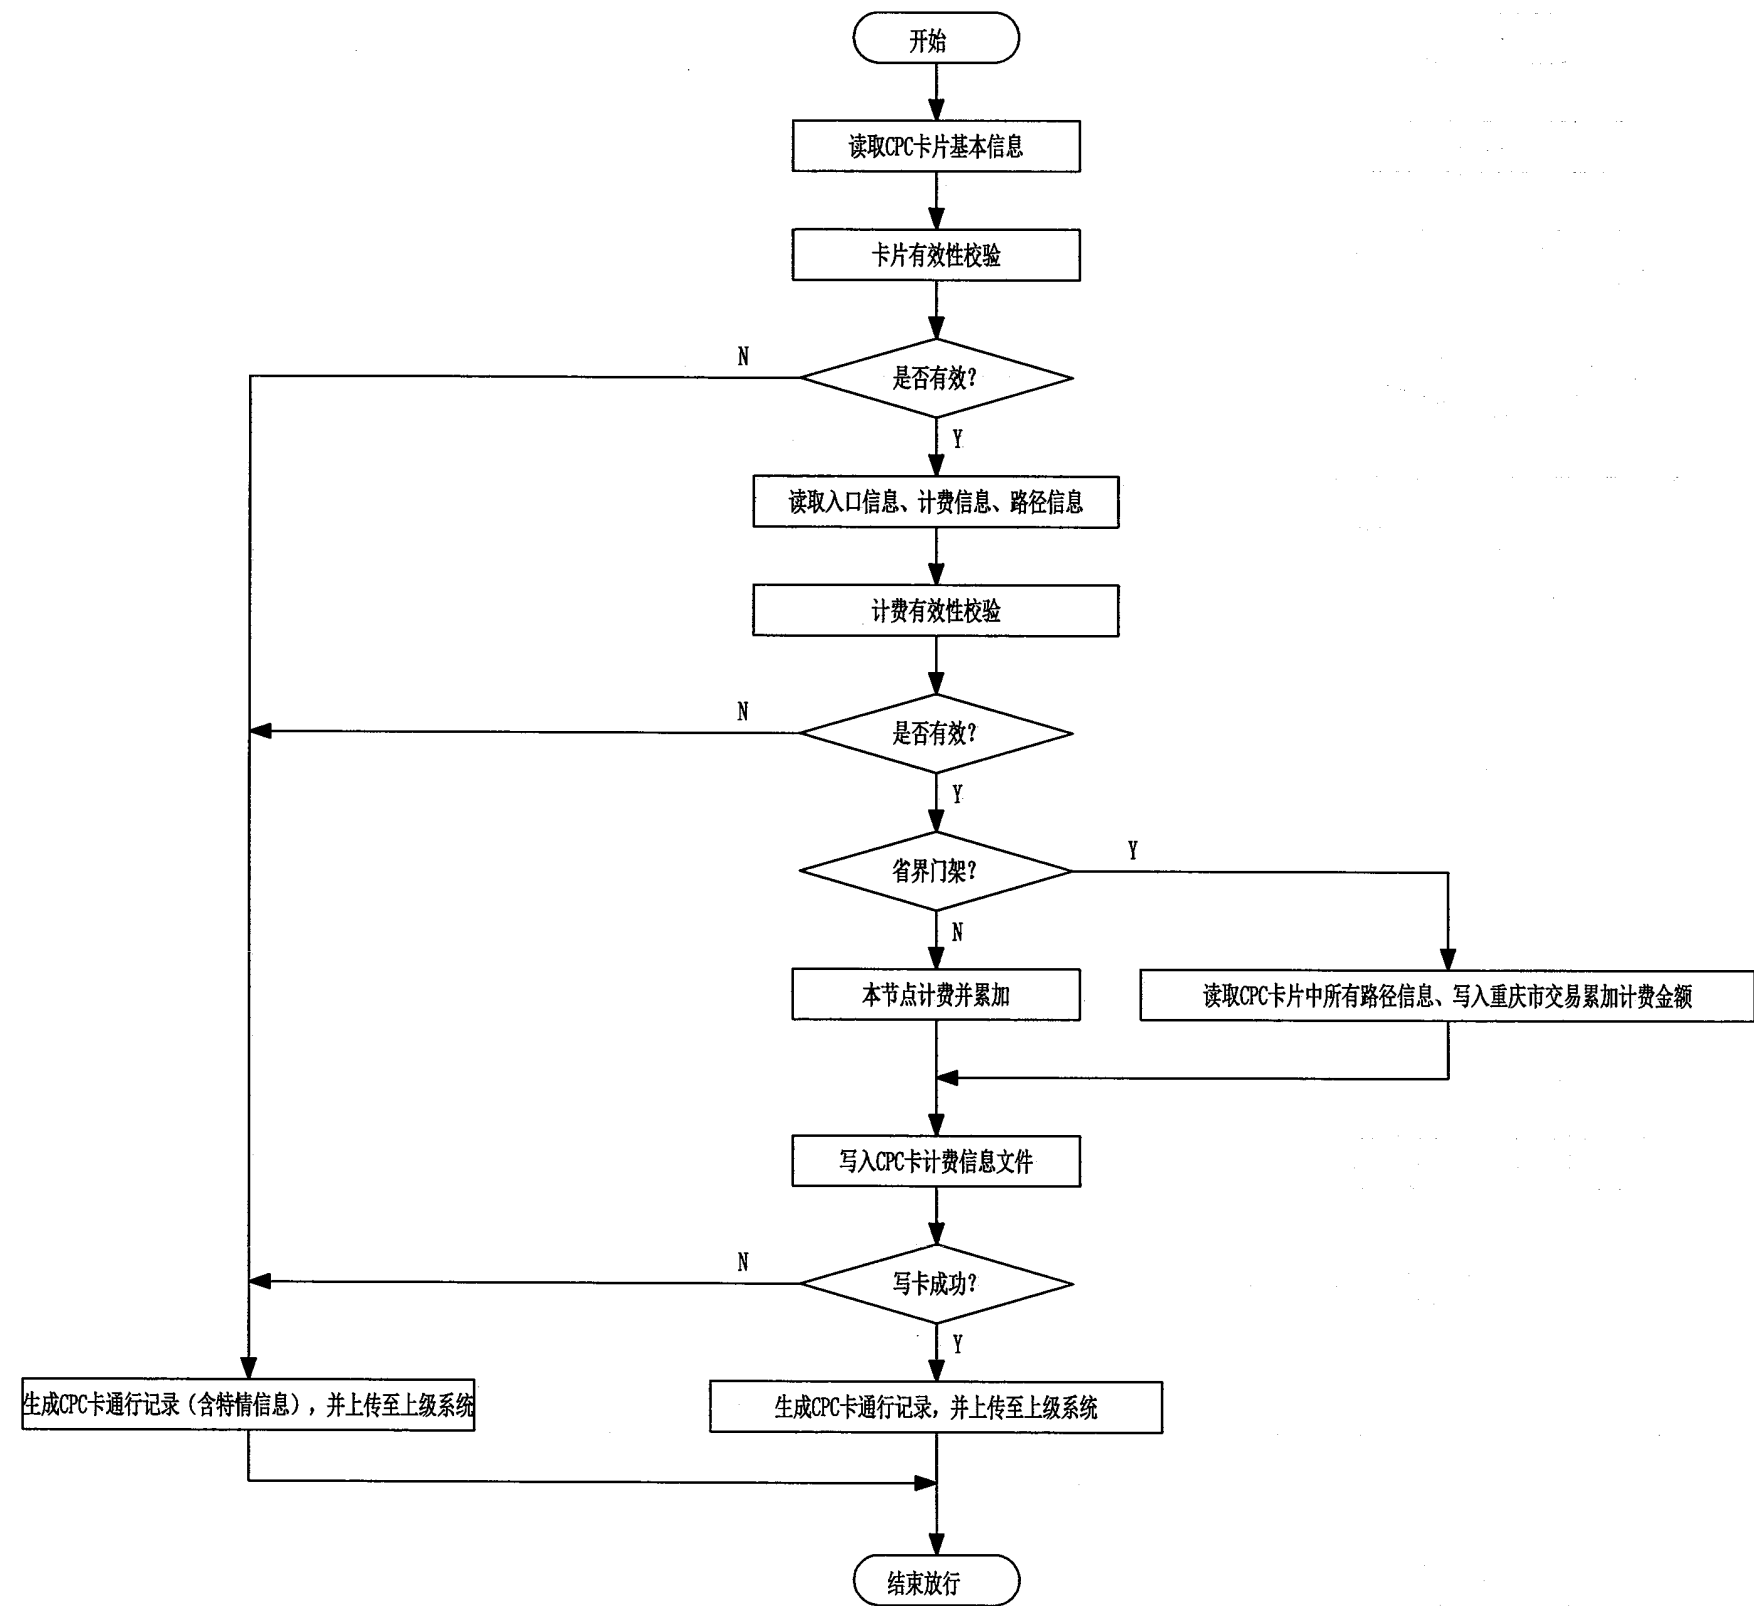 开始
读取CPC卡片基本信息
卡片有效性校验
是否有效?
N
Y
读取入口信息、计费信息、路径信息
计费有效性校验
是否有效?
N
Y
省界门架?
Y
N
本节点计费并累加
读取CPC卡片中所有路径信息、写入重庆市交易累加计费金额
写入CPC卡计费信息文件
写卡成功?
N
Y
生成CPC卡通行记录（含特情信息），并上传至上级系统
生成CPC卡通行记录，并上传至上级系统
结束放行